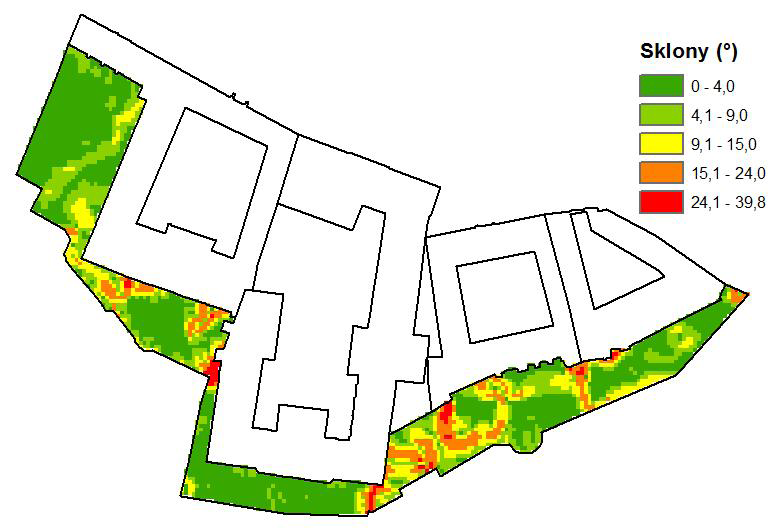 Sklony (°)
0 - 4,0
4,1 - 9,0
9,1 - 15,0
15,1 - 24,0
24,1 - 39,8